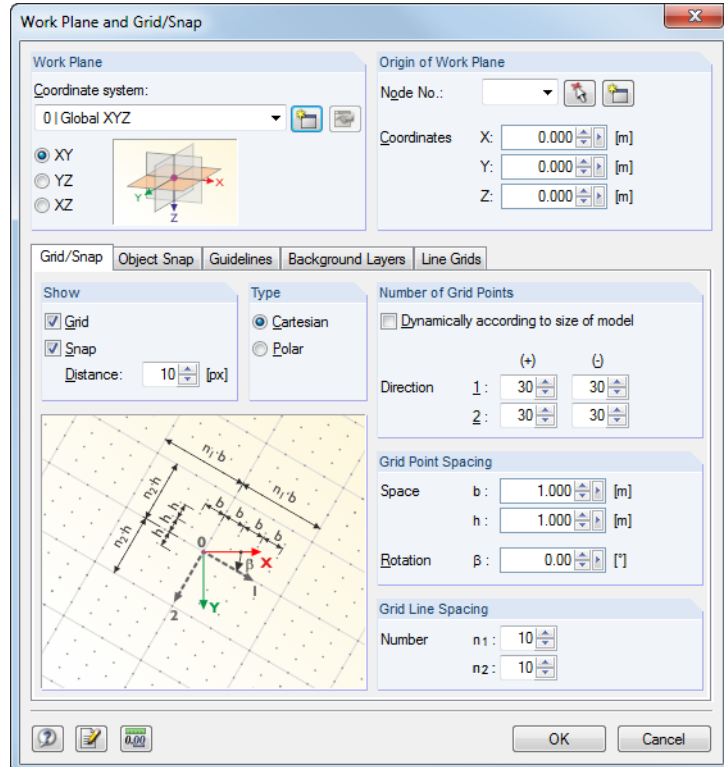 Work Plane and Grid/Snap
Work Plane
Coordinate system:
0 | Global XYZ
XY
YZ
XZ
X
Y
Z
Origin of Work Plane
Node No.:
Coordinates X: 0.000 [m]
Y: 0.000 [m]
Z: 0.000 [m]
Grid/Snap Object Snap Guidelines Background Layers Line Grids
Show
Grid
Snap
Distance: 10 [px]
Type
Cartesian
Polar
Number of Grid Points
Dynamically according to size of model
(+) (-)
Direction 1 : 30 30
2 : 30 30
n₁·b
n₁·b
n₂·h
n₂·h
h h h h
b b b b
0
X
β
1
2
Y
Grid Point Spacing
Space b : 1.000 [m]
h : 1.000 [m]
Rotation β : 0.00 [°]
Grid Line Spacing
Number n1 : 10
n2 : 10
0.00
OK Cancel